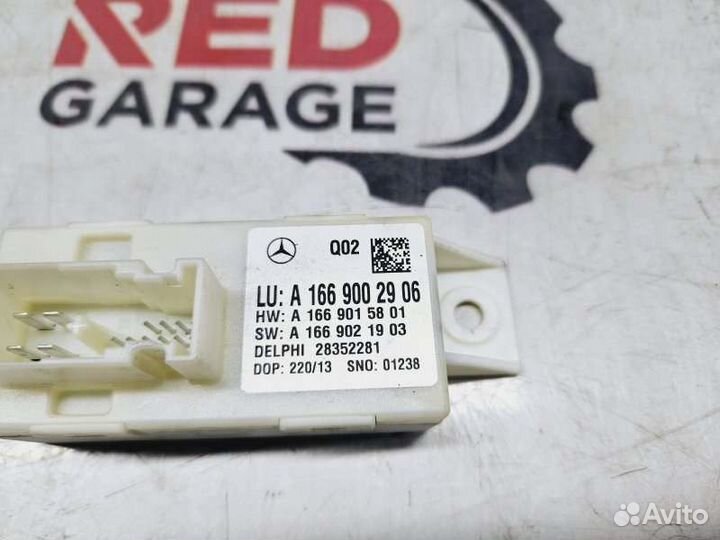 RED
GARAGE
Q02
LU: A 166 900 29 06
HW: A 166 901 58 01
SW: A 166 902 19 03
DELPHI 28352281
DOP: 220/13 SNO: 01238
Avito